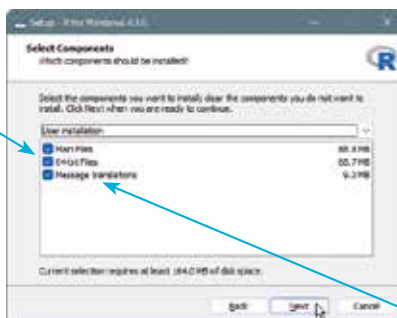 Setup - R for Windows 4.3.0
Select Components
Which components should be installed?
R
Select the components you want to install; clear the components you do not want to
install. Click Next when you are ready to continue.
User installation
Main Files
64-bit Files
Message translations 9.3 MB
Current selection requires at least MB of disk space.
Back Next Cancel